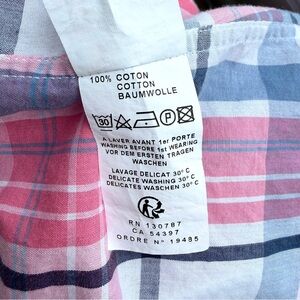 100% COTON
COTTON
BAUMWOLLE
30
P
A LAVER AVANT 1er PORTE
WASHING BEFORE 1st WEARING
VOR DEM ERSTEN TRAGEN
WASCHEN
LAVAGE DELICAT 30° C
DELICATE WASHING 30° C
DELICATES WASCHEN 30° C
RN 130787
CA 54397
ORDRE N° 19485